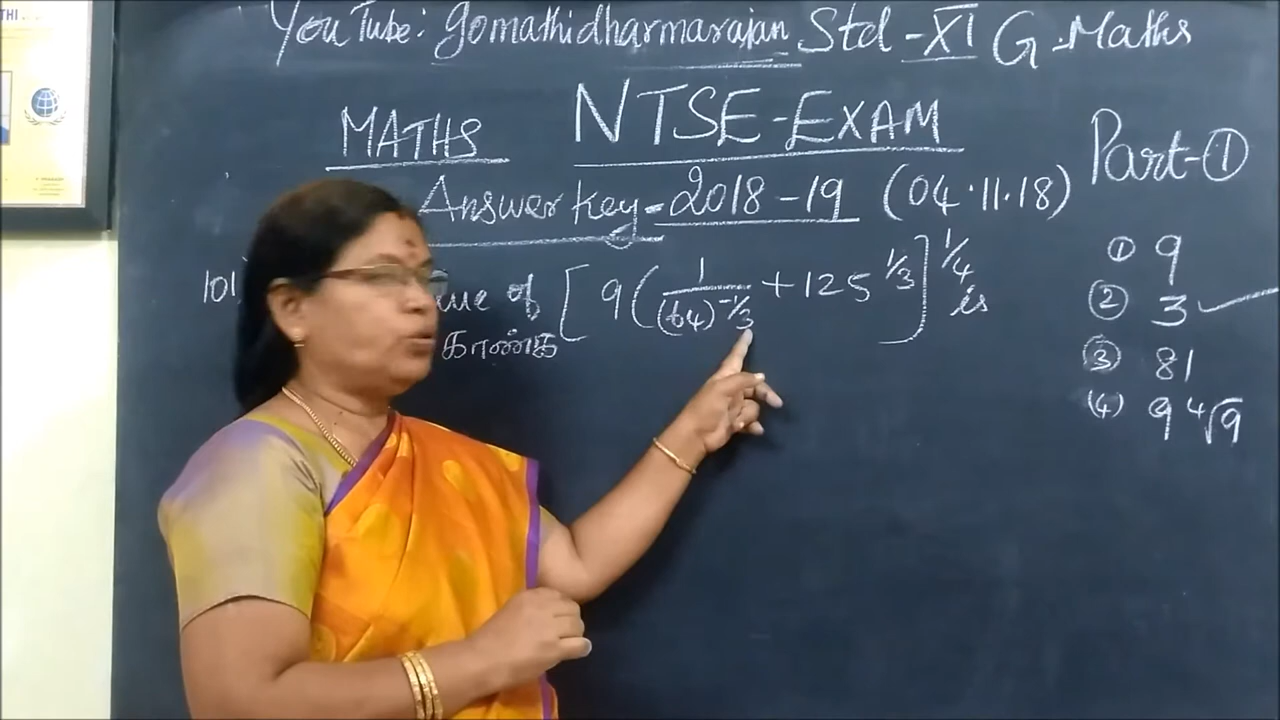 YouTube: gomathidharmarajan Std - XI G. Maths
MATHS NTSE - EXAM Part - ①
Answer Key - 2018 - 19 (04.11.18)
101) of [9(1/(64)^-1/3 + 125^1/3)]^1/4 is
காண்க
① 9
② 3 ✓
③ 81
(4) 9 ⁴√9